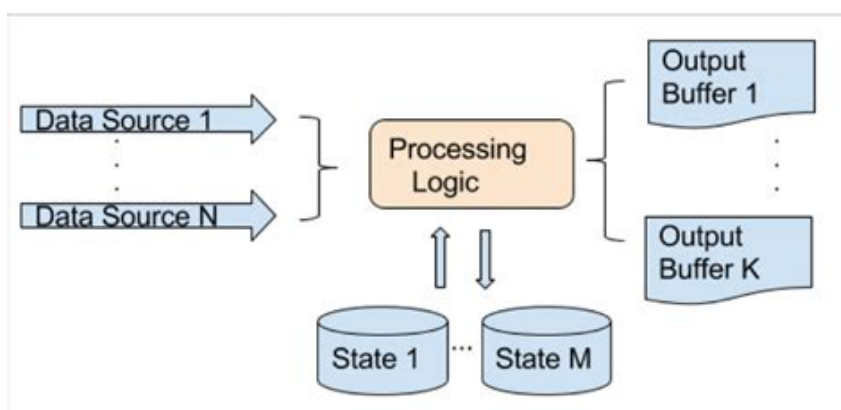 Data Source 1
Data Source N
Processing
Logic
Output
Buffer 1
Output
Buffer K
State 1
...
State M